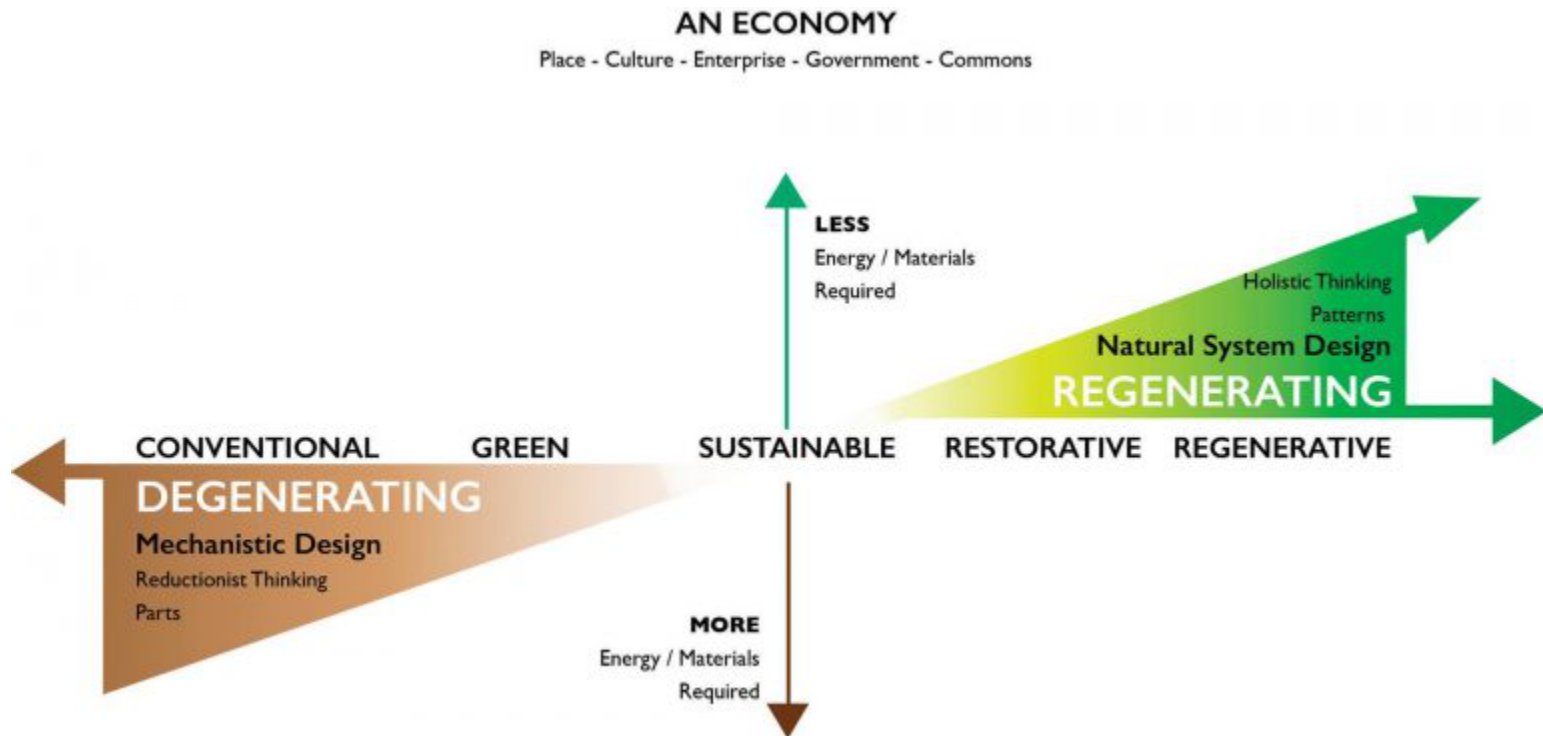 AN ECONOMY
Place - Culture - Enterprise - Government - Commons
LESS
Energy / Materials
Required
Holistic Thinking
Patterns
Natural System Design
REGENERATING
CONVENTIONAL GREEN SUSTAINABLE RESTORATIVE REGENERATIVE
DEGENERATING
Mechanistic Design
Reductionist Thinking
Parts
MORE
Energy / Materials
Required